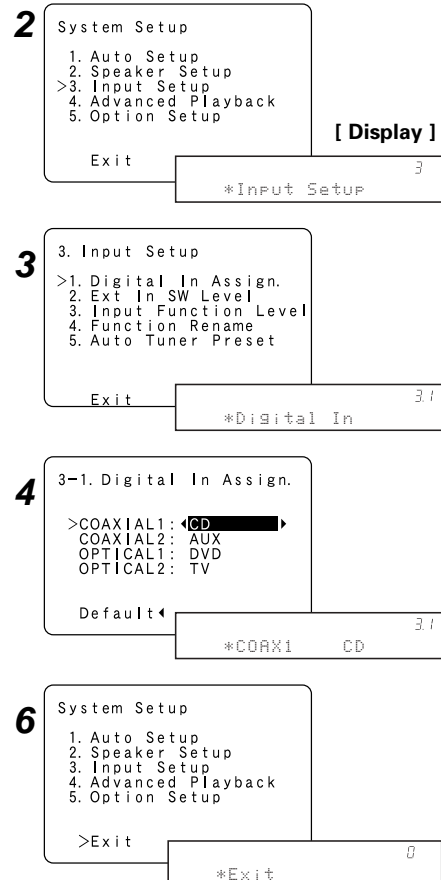 2
System Setup
1. Auto Setup
2. Speaker Setup
>3. Input Setup
4. Advanced Playback
5. Option Setup
Exit
[ Display ]
3
*Input Setup
3
3. Input Setup
>1. Digital In Assign.
2. Ext In SW Level
3. Input Function Level
4. Function Rename
5. Auto Tuner Preset
Exit
3.1
*Digital In
4
3-1. Digital In Assign.
>COAXIAL1: ◀CD ▶
COAXIAL2: AUX
OPTICAL1: DVD
OPTICAL2: TV
Default◀
3.1
*COAX1 CD
6
System Setup
1. Auto Setup
2. Speaker Setup
3. Input Setup
4. Advanced Playback
5. Option Setup
>Exit
0
*Exit